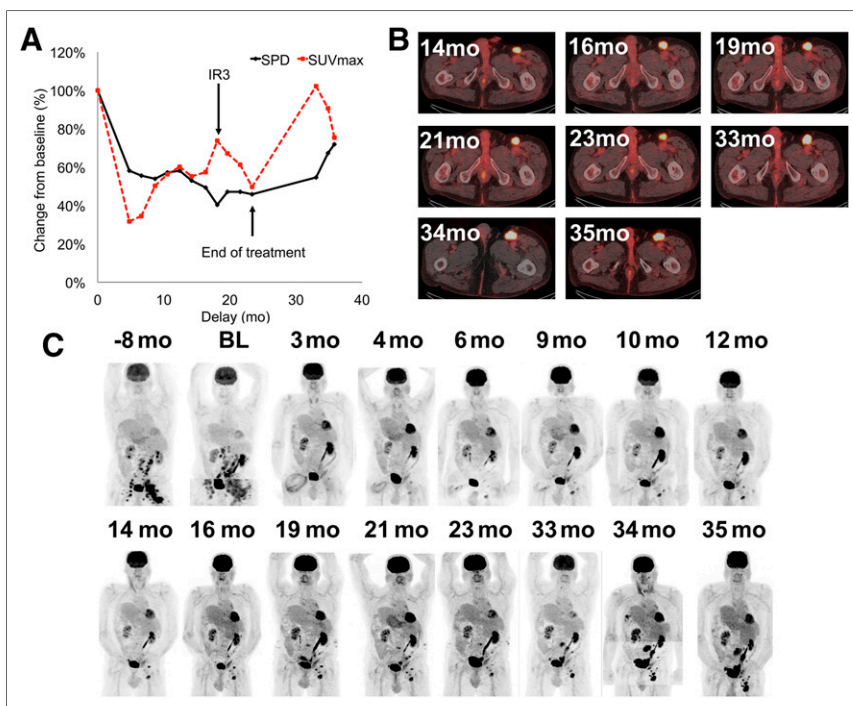 A
120%
100%
80%
60%
40%
20%
0%
Change from baseline (%)
SPD SUVmax
IR3
End of treatment
0 10 20 30 40
Delay (mo)
B
14mo 16mo 19mo
21mo 23mo 33mo
34mo 35mo
C
-8 mo BL 3 mo 4 mo 6 mo 9 mo 10 mo 12 mo
14 mo 16 mo 19 mo 21 mo 23 mo 33 mo 34 mo 35 mo